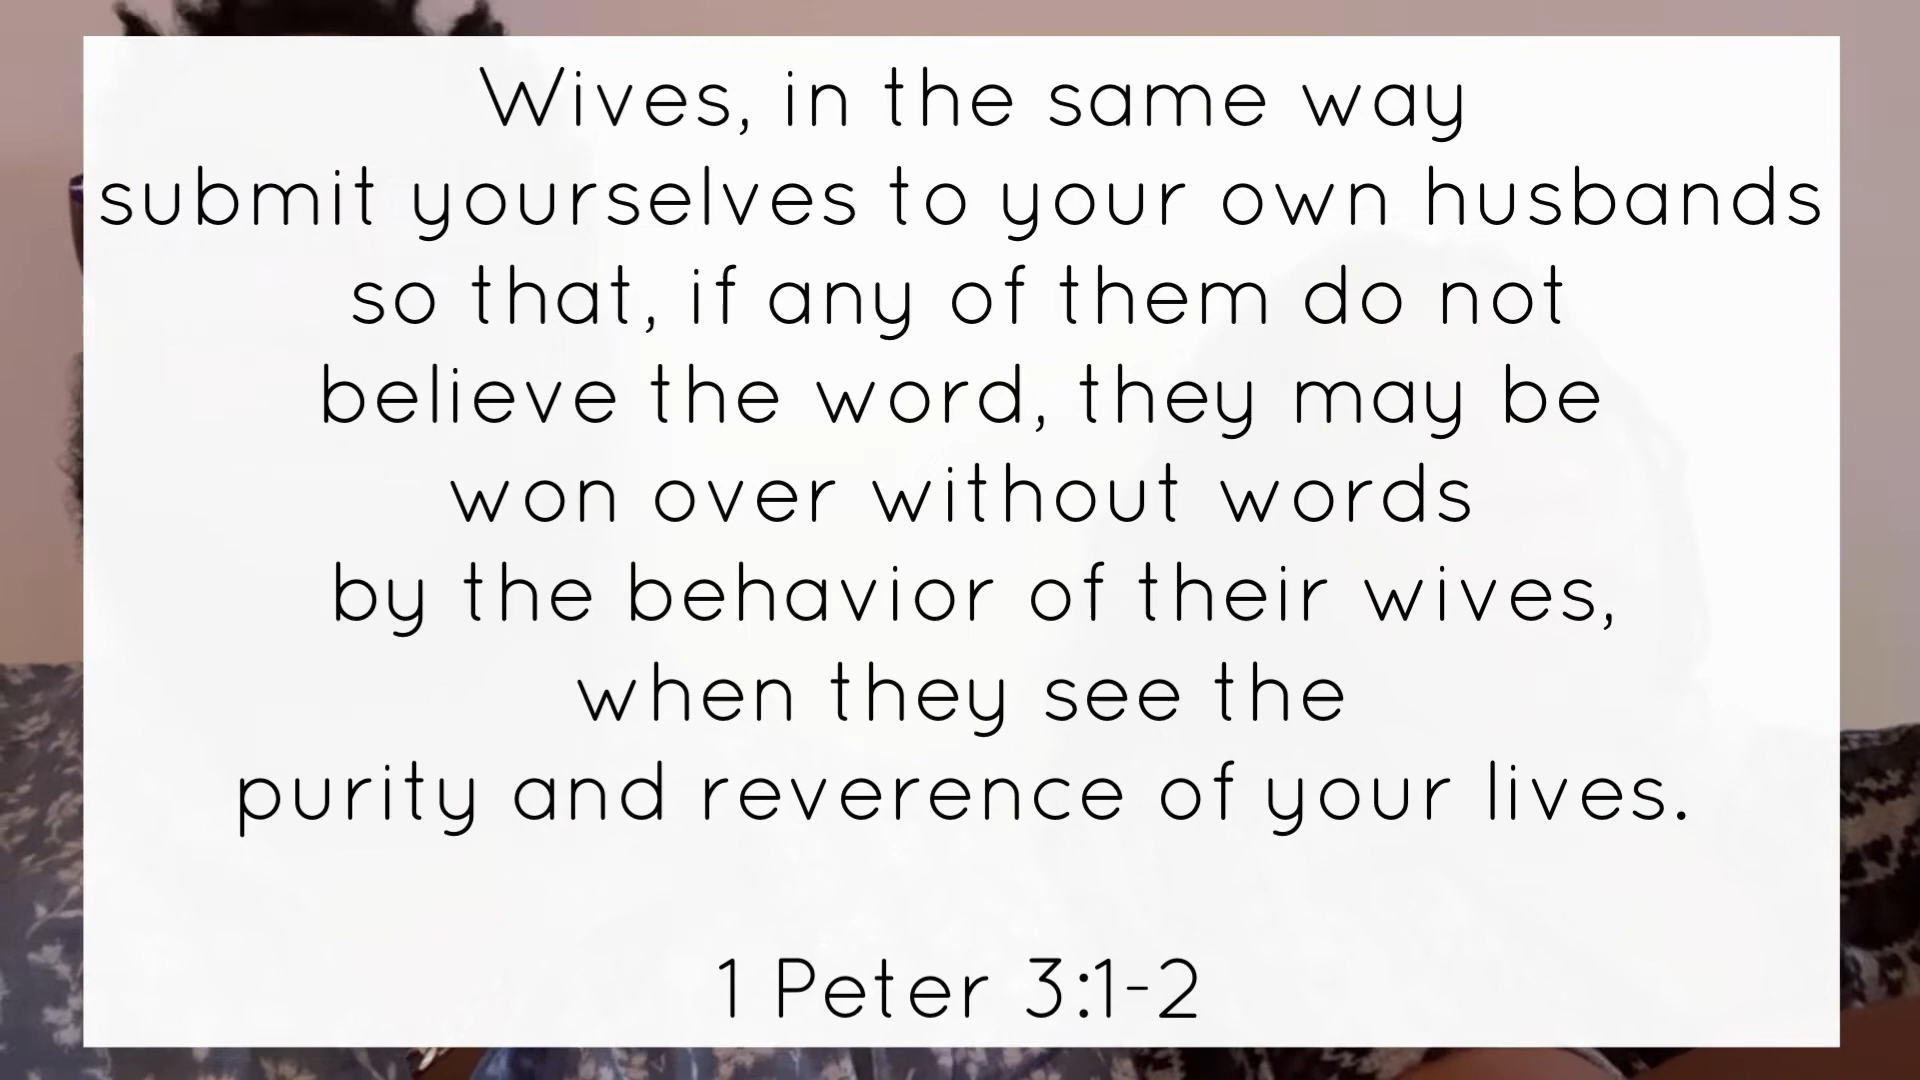 Wives, in the same way
submit yourselves to your own husbands
so that, if any of them do not
believe the word, they may be
won over without words
by the behavior of their wives,
when they see the
purity and reverence of your lives.
1 Peter 3:1-2